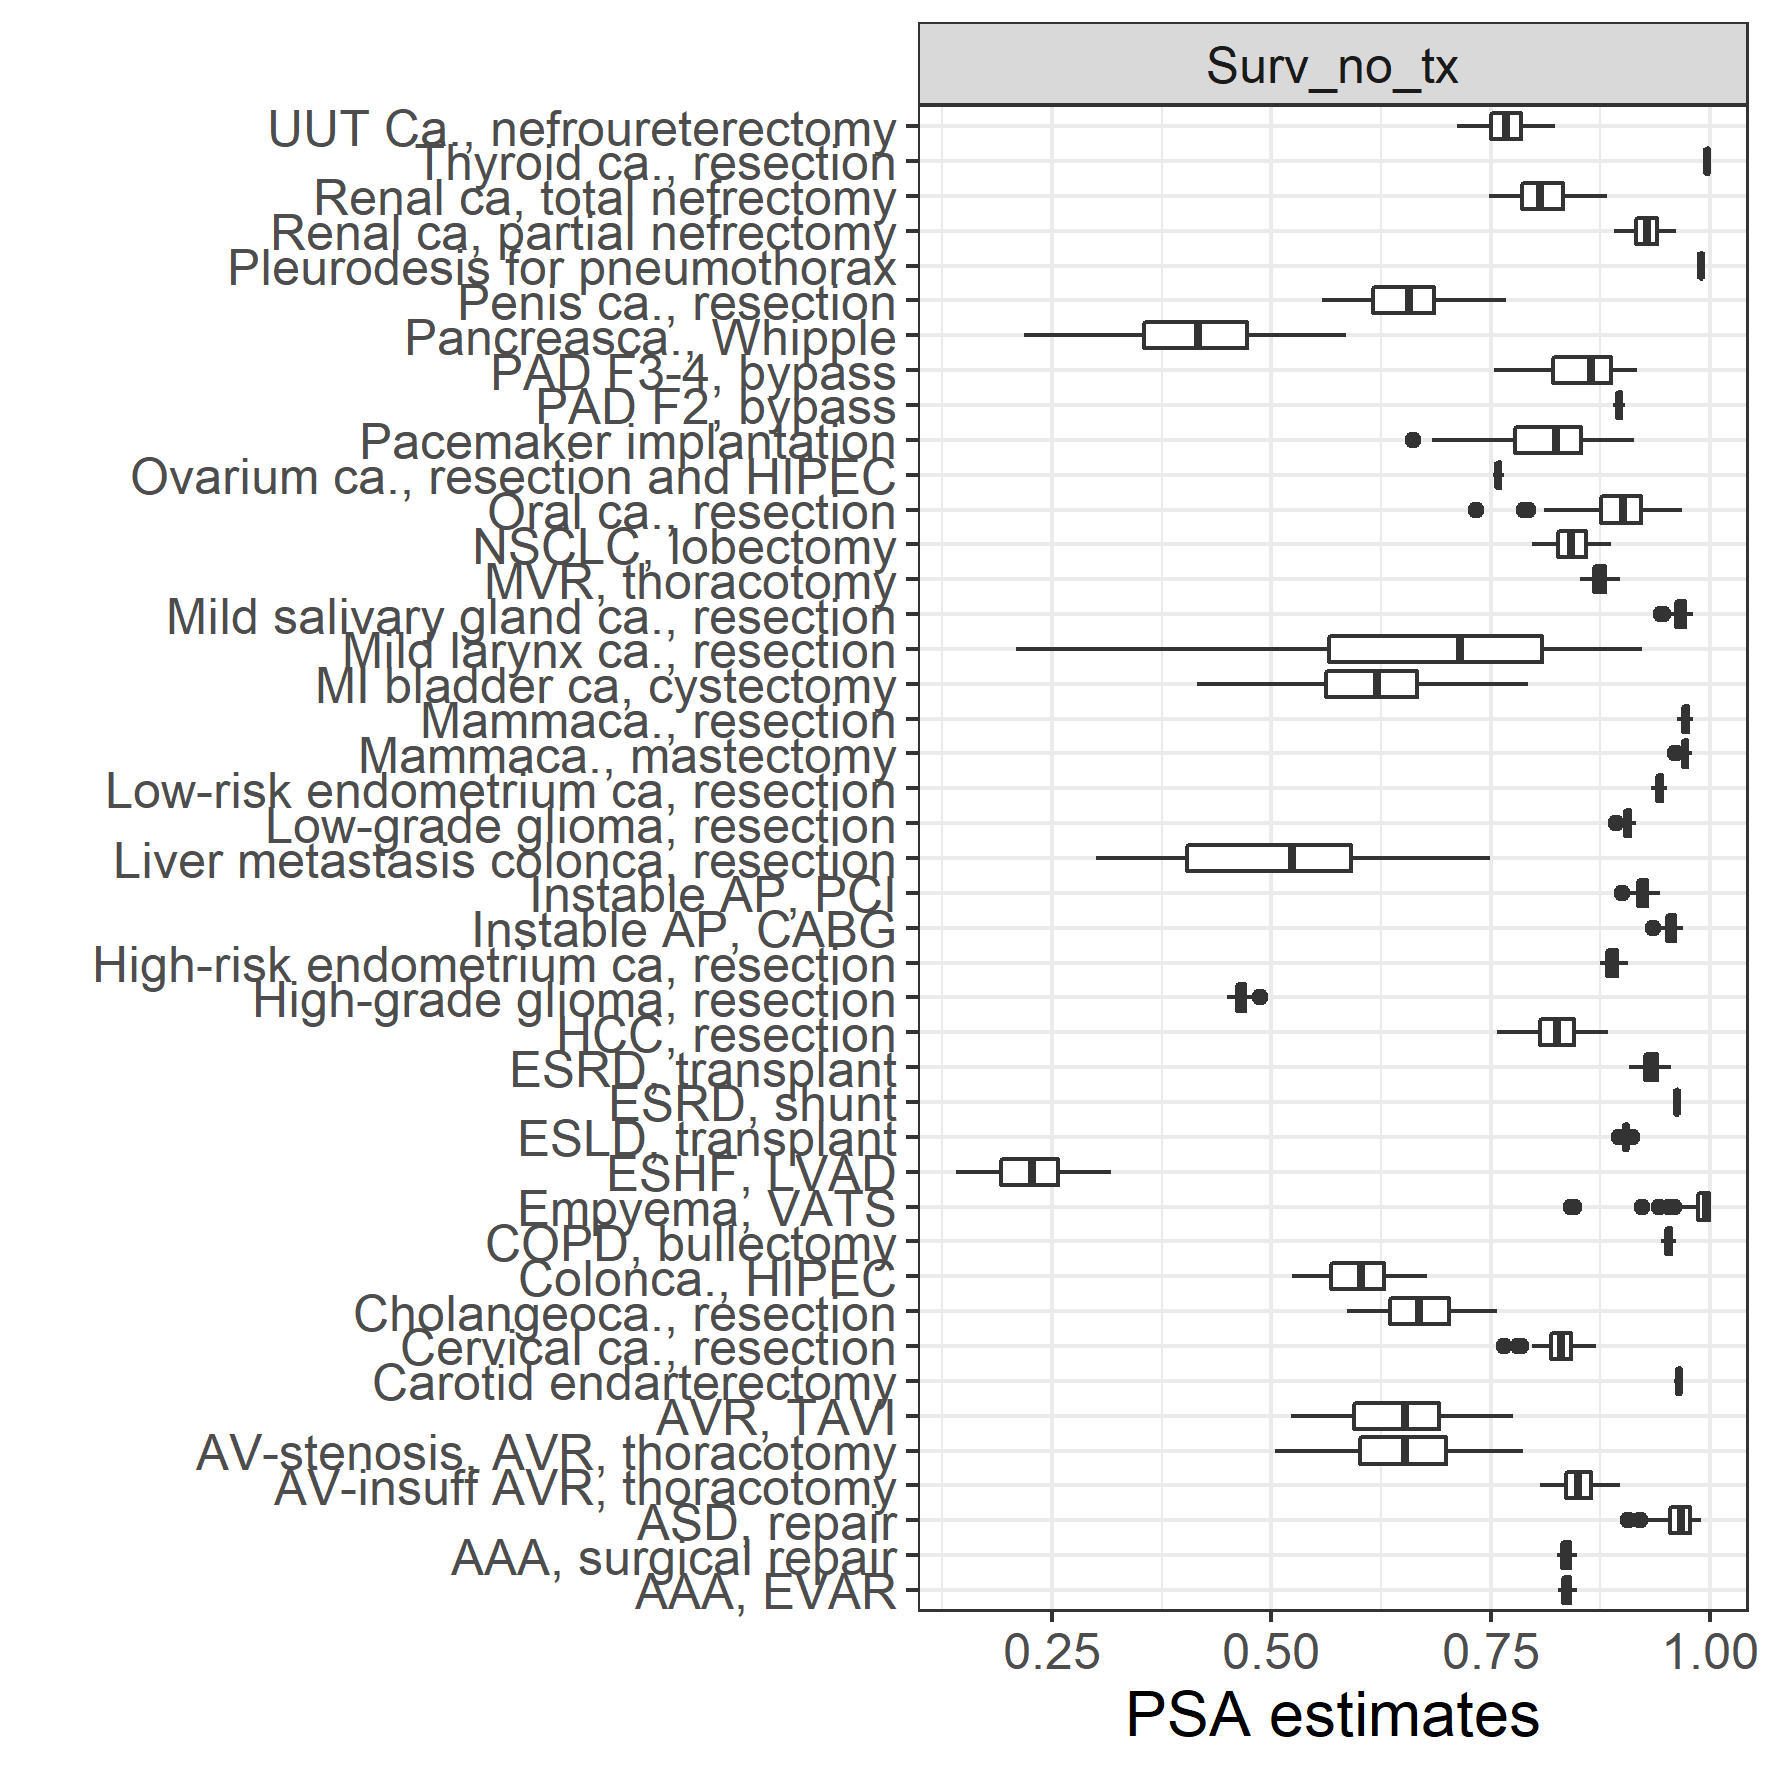 Surv_no_tx
UUT Ca., nefroureterectomy
Thyroid ca., resection
Renal ca, total nefrectomy
Renal ca, partial nefrectomy
Pleurodesis for pneumothorax
Penis ca., resection
Pancreasca., Whipple
PAD F3-4, bypass
PAD F2, bypass
Pacemaker implantation
Ovarium ca., resection and HIPEC
Oral ca., resection
NSCLC, lobectomy
MVR, thoracotomy
Mild salivary gland ca., resection
Mild larynx ca., resection
MI bladder ca, cystectomy
Mammaca., resection
Mammaca., mastectomy
Low-risk endometrium ca, resection
Low-grade glioma, resection
Liver metastasis colonca, resection
Instable AP, PCI
Instable AP, CABG
High-risk endometrium ca, resection
High-grade glioma, resection
HCC, resection
ESRD, transplant
ESRD, shunt
ESLD, transplant
ESHF, LVAD
Empyema, VATS
COPD, bullectomy
Colonca., HIPEC
Cholangeoca., resection
Cervical ca., resection
Carotid endarterectomy
AVR, TAVI
AV-stenosis, AVR, thoracotomy
AV-insuff AVR, thoracotomy
ASD, repair
AAA, surgical repair
AAA, EVAR
0.25 0.50 0.75 1.00
PSA estimates